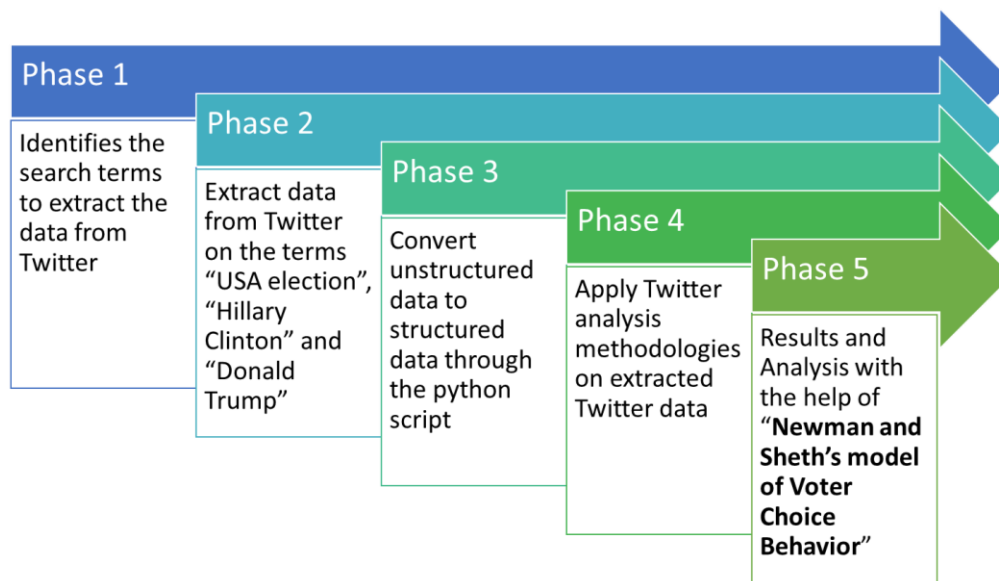 Phase 1
Identifies the
search terms
to extract the
data from
Twitter
Phase 2
Extract data
from Twitter
on the terms
“USA election”,
“Hillary
Clinton” and
“Donald
Trump”
Phase 3
Convert
unstructured
data to
structured
data through
the python
script
Phase 4
Apply Twitter
analysis
methodologies
on extracted
Twitter data
Phase 5
Results and
Analysis with
the help of
“Newman and
Sheth’s model
of Voter
Choice
Behavior”